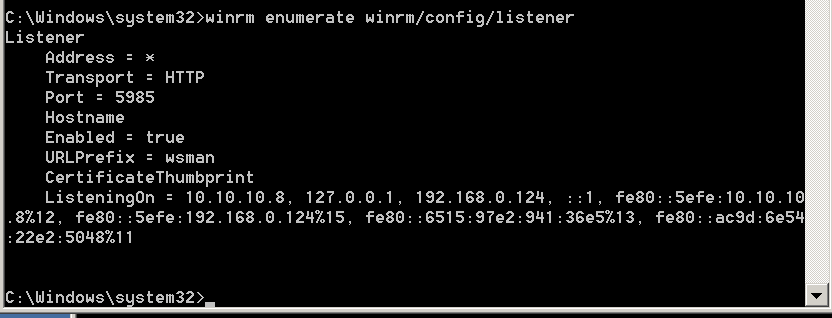 C:\Windows\system32>winrm enumerate winrm/config/listener
Listener
    Address = *
    Transport = HTTP
    Port = 5985
    Hostname
    Enabled = true
    URLPrefix = wsman
    CertificateThumbprint
    ListeningOn = 10.10.10.8, 127.0.0.1, 192.168.0.124, ::1, fe80::5efe:10.10.10
.8%12, fe80::5efe:192.168.0.124%15, fe80::6515:97e2:941:36e5%13, fe80::ac9d:6e54
:22e2:5048%11
C:\Windows\system32>_